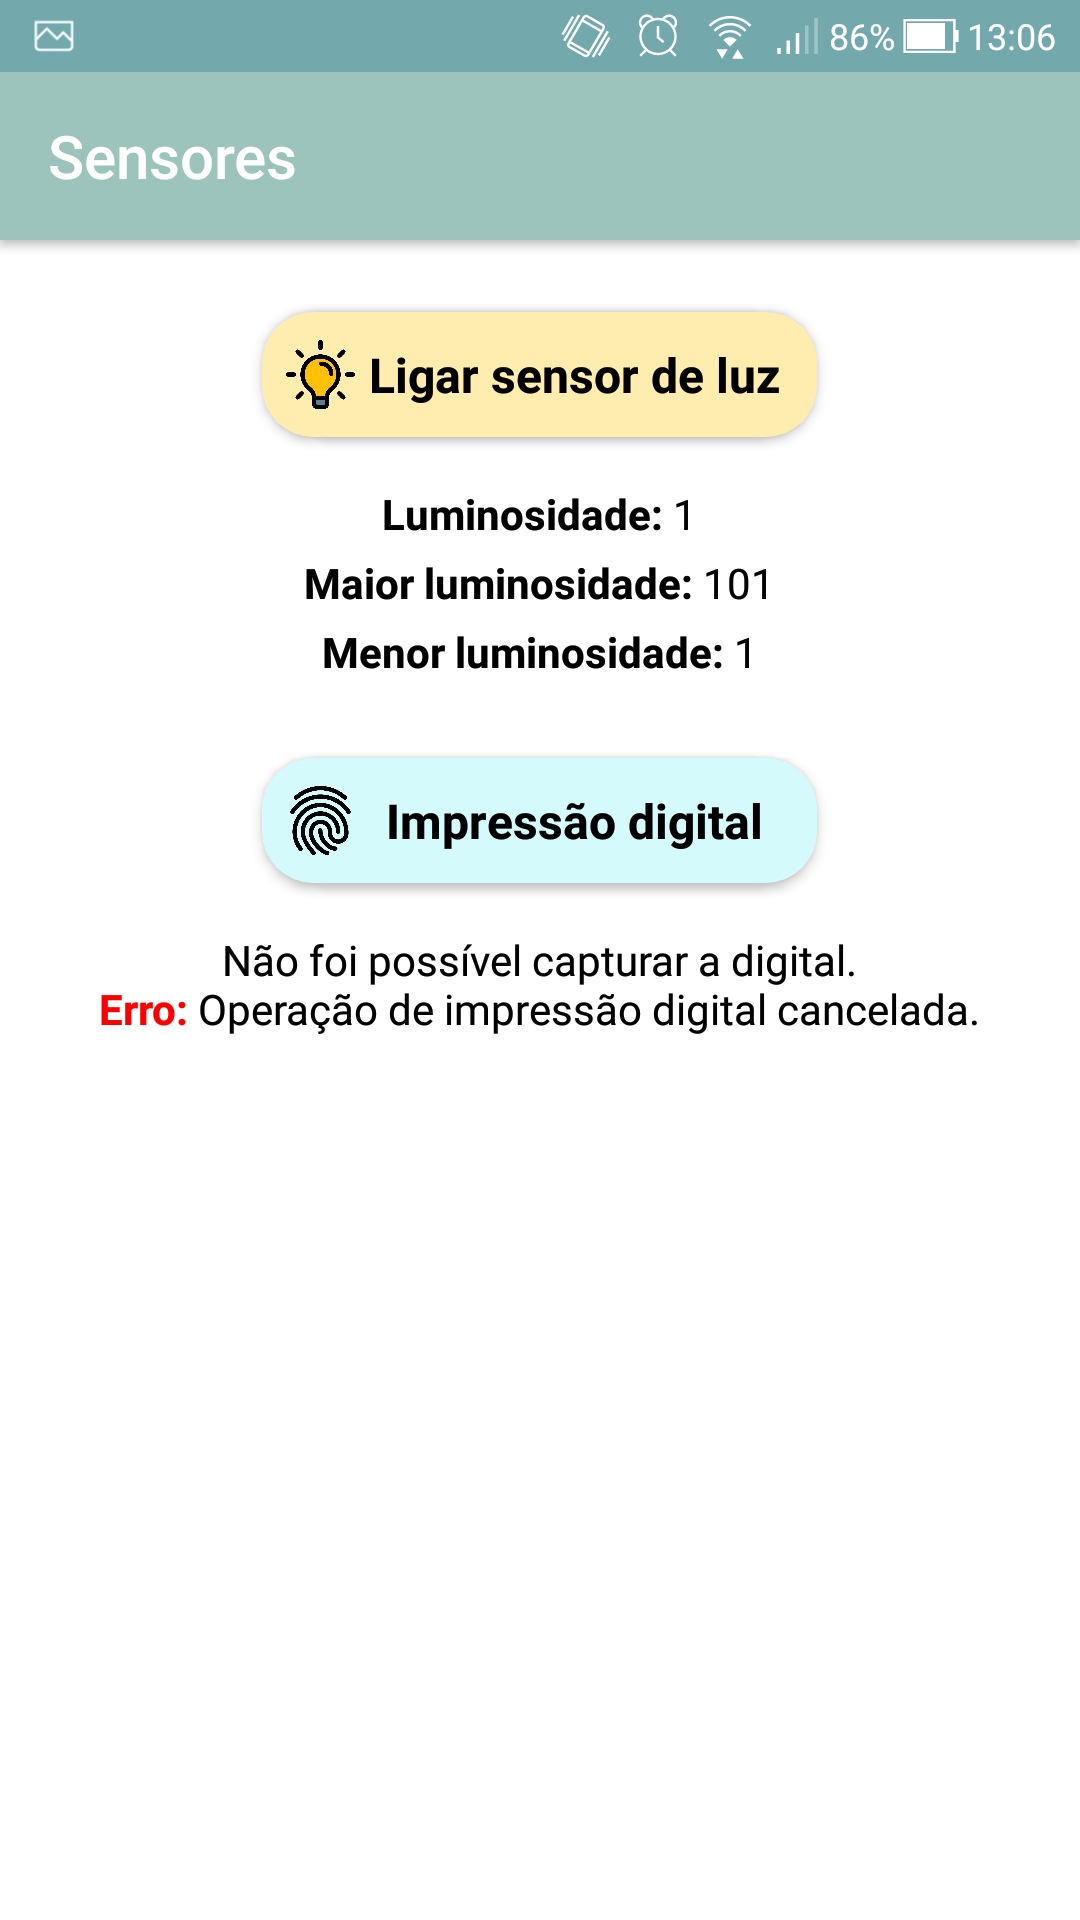 86% 13:06
Sensores
Ligar sensor de luz
Luminosidade: 1
Maior luminosidade: 101
Menor luminosidade: 1
Impressão digital
Não foi possível capturar a digital.
Erro: Operação de impressão digital cancelada.